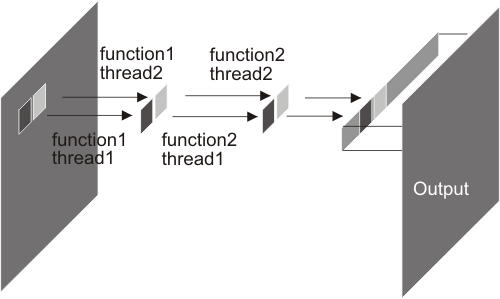 function1
thread2
function2
thread2
function1
thread1
function2
thread1
Output